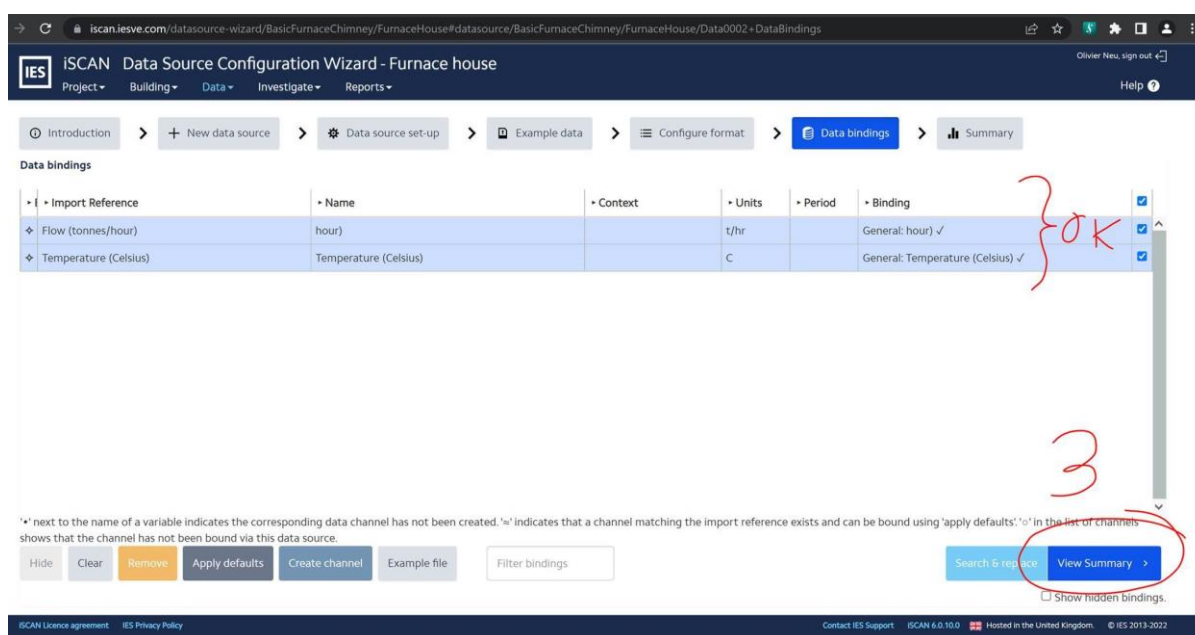 iscan.iesve.com/datasource-wizard/BasicFurnaceChimney/FurnaceHouse#datasource/BasicFurnaceChimney/FurnaceHouse/Data0002+DataBindings
IES iSCAN Data Source Configuration Wizard - Furnace house
Olivier Neu, sign out
Project Building Data Investigate Reports
Help ?
Introduction > + New data source > Data source set-up > Example data > Configure format > Data bindings > Summary
Data bindings
Import Reference Name Context Units Period Binding
Flow (tonnes/hour) hour) t/hr General: hour) ✓
Temperature (Celsius) Temperature (Celsius) C General: Temperature (Celsius) ✓
OK
3
'•' next to the name of a variable indicates the corresponding data channel has not been created. '≈' indicates that a channel matching the import reference exists and can be bound using 'apply defaults'. '○' in the list of channels
shows that the channel has not been bound via this data source.
Hide Clear Remove Apply defaults Create channel Example file Filter bindings Search & replace View Summary >
Show hidden bindings.
iSCAN Licence agreement IES Privacy Policy Contact IES Support iSCAN 6.0.10.0 Hosted in the United Kingdom. © IES 2013-2022